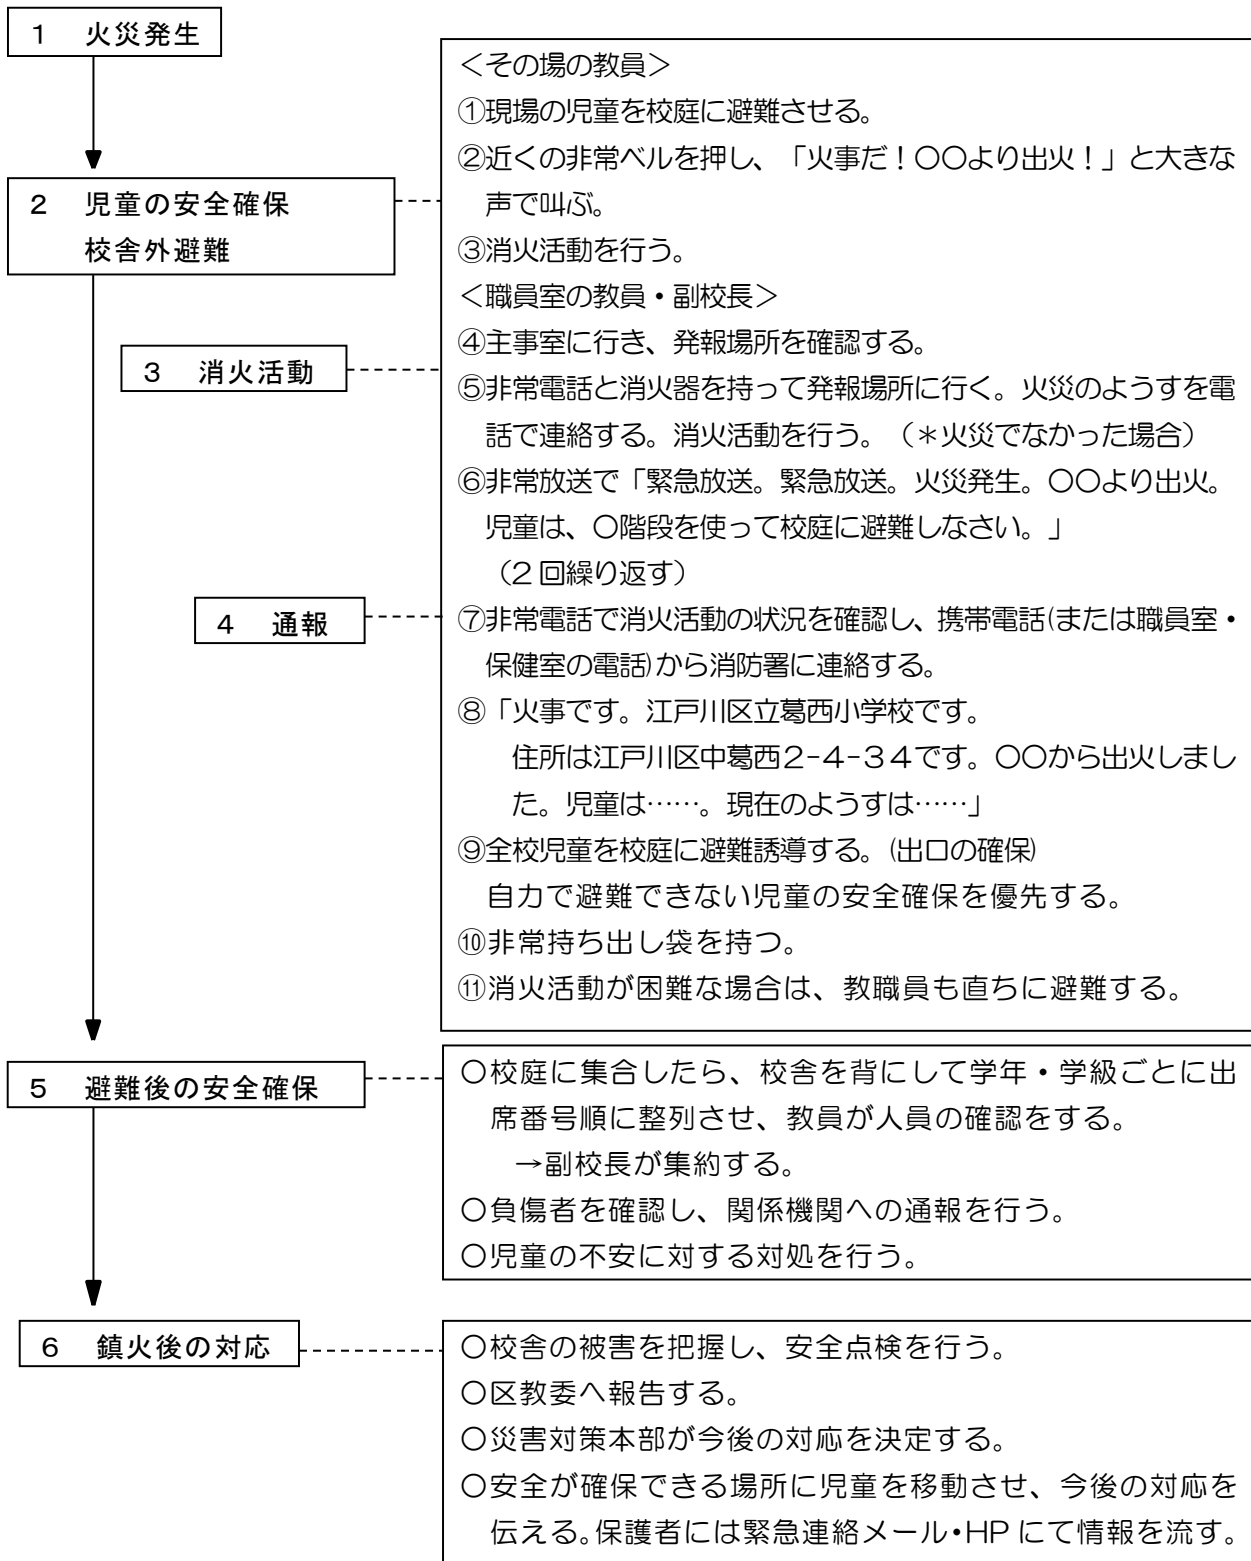 1 火災発生
2 児童の安全確保
校舎外避難
3 消火活動
4 通報
5 避難後の安全確保
6 鎮火後の対応
＜その場の教員＞
①現場の児童を校庭に避難させる。
②近くの非常ベルを押し、「火事だ！〇〇より出火！」と大きな
声で叫ぶ。
③消火活動を行う。
＜職員室の教員・副校長＞
④主事室に行き、発報場所を確認する。
⑤非常電話と消火器を持って発報場所に行く。火災のようすを電
話で連絡する。消火活動を行う。（＊火災でなかった場合）
⑥非常放送で「緊急放送。緊急放送。火災発生。〇〇より出火。
児童は、〇階段を使って校庭に避難しなさい。」
（2回繰り返す）
⑦非常電話で消火活動の状況を確認し、携帯電話(または職員室・
保健室の電話)から消防署に連絡する。
⑧「火事です。江戸川区立葛西小学校です。
住所は江戸川区中葛西2-4-34です。〇〇から出火しまし
た。児童は……。現在のようすは……」
⑨全校児童を校庭に避難誘導する。(出口の確保)
自力で避難できない児童の安全確保を優先する。
⑩非常持ち出し袋を持つ。
⑪消火活動が困難な場合は、教職員も直ちに避難する。
〇校庭に集合したら、校舎を背にして学年・学級ごとに出
席番号順に整列させ、教員が人員の確認をする。
→副校長が集約する。
〇負傷者を確認し、関係機関への通報を行う。
〇児童の不安に対する対処を行う。
〇校舎の被害を把握し、安全点検を行う。
〇区教委へ報告する。
〇災害対策本部が今後の対応を決定する。
〇安全が確保できる場所に児童を移動させ、今後の対応を
伝える。保護者には緊急連絡メール・HPにて情報を流す。